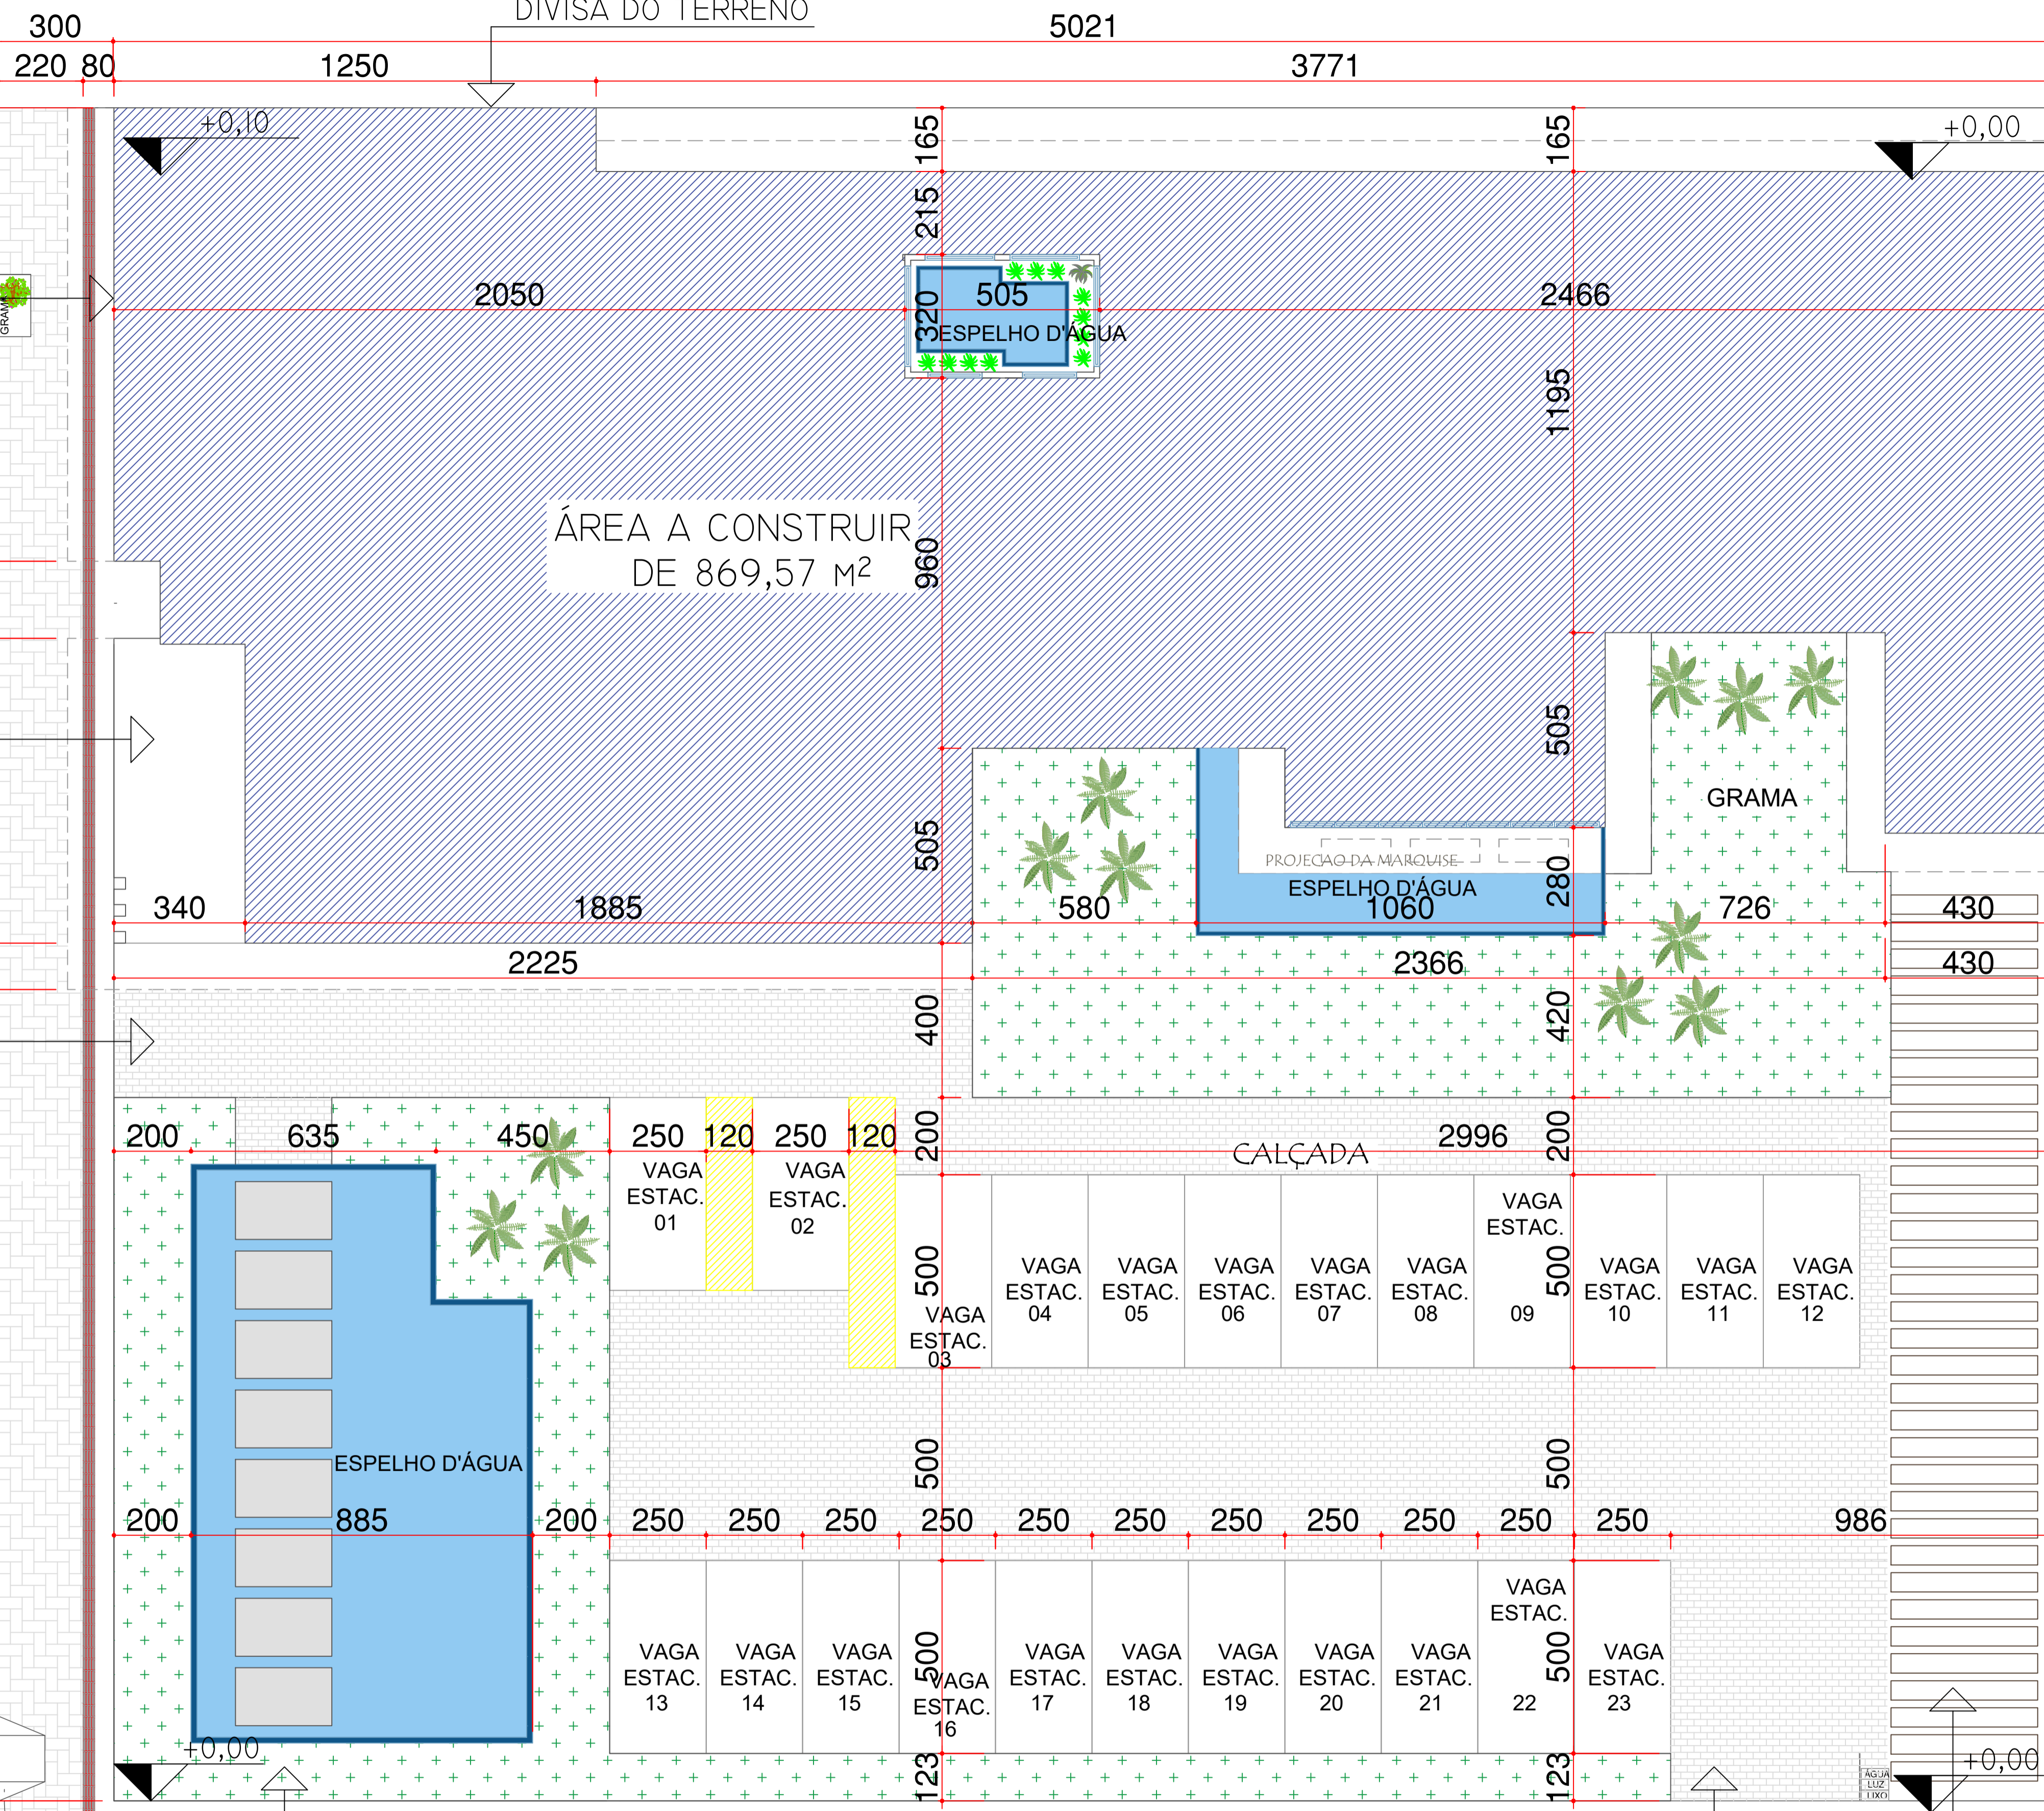 DIVISA DO TERRENO
300
5021
220
80
1250
3771
+0,10
165
165
+0,00
215
2050
505
2466
GRAMA
320
ESPELHO D'ÁGUA
1195
ÁREA A CONSTRUIR
DE 869,57 M²
960
505
GRAMA
505
PROJECAO DA MARQUISE
280
ESPELHO D'ÁGUA
340
1885
580
1060
726
430
2225
2366
430
400
420
200
635
450
250
120
250
120
200
2996
200
CALÇADA
VAGA
ESTAC.
01
VAGA
ESTAC.
02
500
VAGA
ESTAC.
03
VAGA
ESTAC.
04
VAGA
ESTAC.
05
VAGA
ESTAC.
06
VAGA
ESTAC.
07
VAGA
ESTAC.
08
VAGA
ESTAC.
09
500
VAGA
ESTAC.
10
VAGA
ESTAC.
11
VAGA
ESTAC.
12
ESPELHO D'ÁGUA
500
500
200
885
200
250
250
250
250
250
250
250
250
250
250
250
986
VAGA
ESTAC.
13
VAGA
ESTAC.
14
VAGA
ESTAC.
15
500
VAGA
ESTAC.
16
VAGA
ESTAC.
17
VAGA
ESTAC.
18
VAGA
ESTAC.
19
VAGA
ESTAC.
20
VAGA
ESTAC.
21
VAGA
ESTAC.
22
500
VAGA
ESTAC.
23
+0,00
123
123
ÁGUA
LUZ
LIXO
+0,00